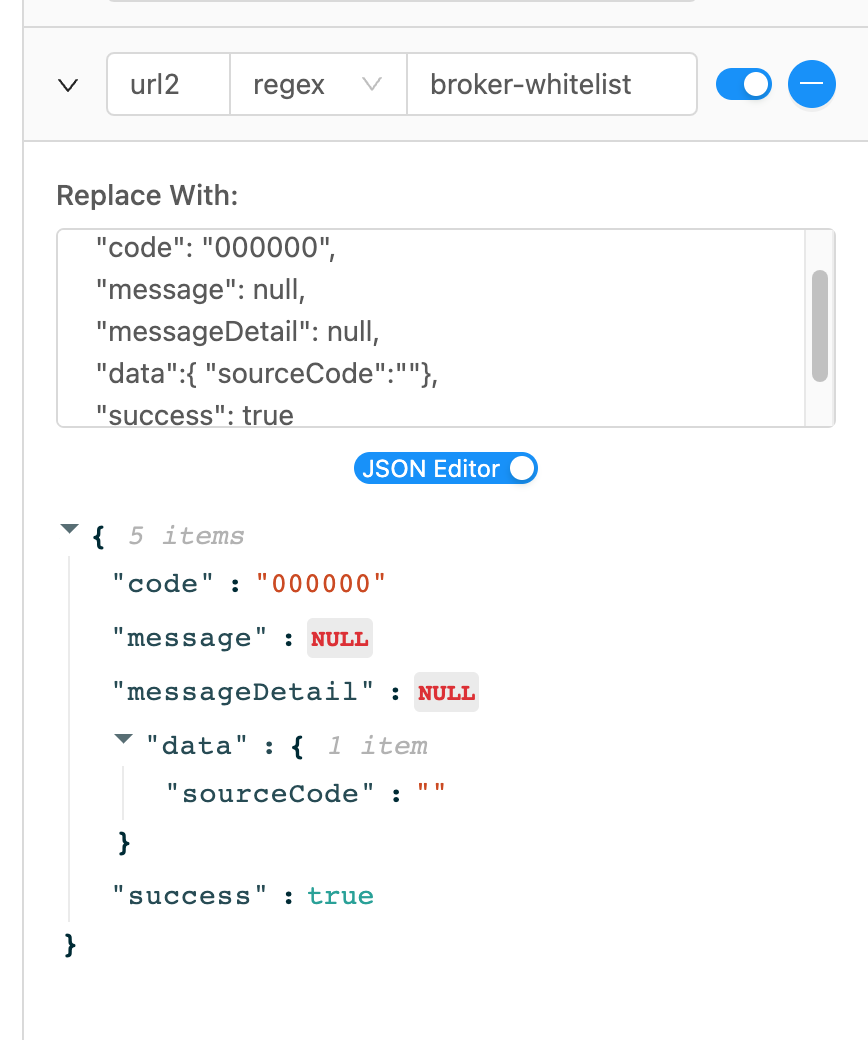 url2 regex broker-whitelist
Replace With:
"code": "000000",
"message": null,
"messageDetail": null,
"data":{ "sourceCode":""},
"success": true
JSON Editor
{ 5 items
"code" : "000000"
"message" : NULL
"messageDetail" : NULL
"data" : { 1 item
"sourceCode" : ""
}
"success" : true
}